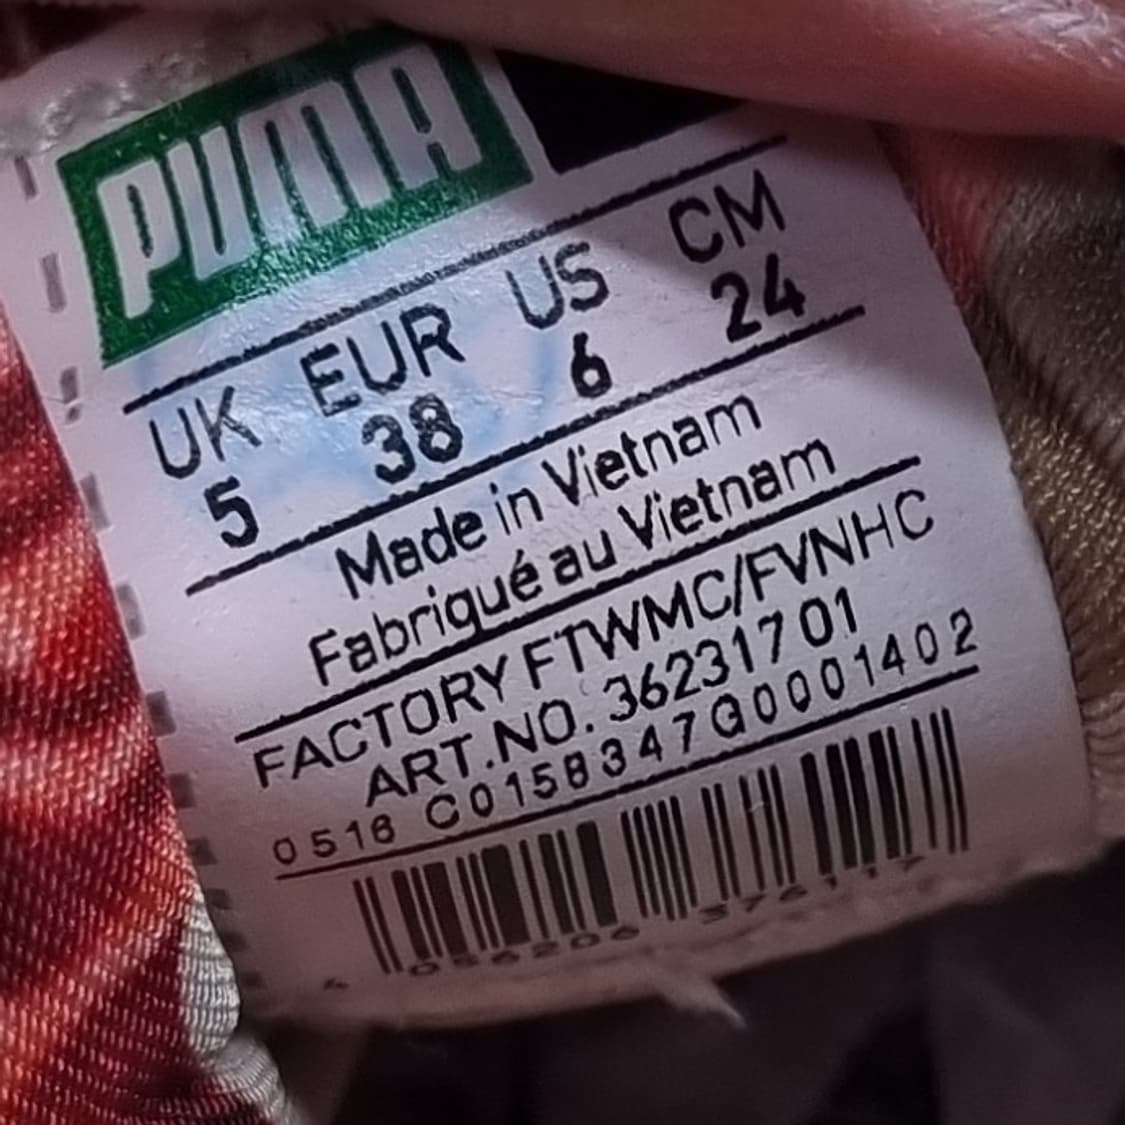 PUMA
UK EUR US CM
5 38 6 24
Made in Vietnam
Fabriqué au Vietnam
FACTORY FTWMC/FVNHC
ART.NO. 362317 01
0516 C0158347G0001402